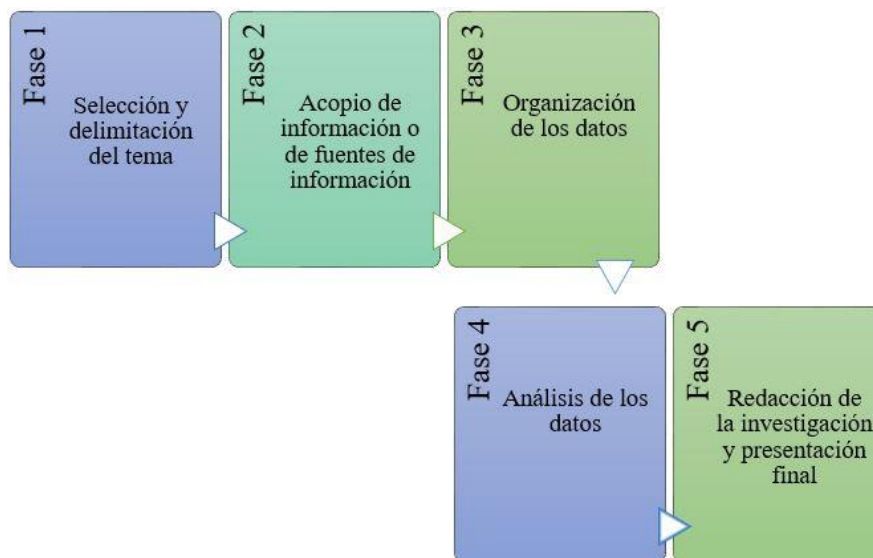 Fase 1
Selección y
delimitación
del tema
Fase 2
Acopio de
información o
de fuentes de
información
Fase 3
Organización
de los datos
Fase 4
Análisis de los
datos
Fase 5
Redacción de
la investigación
y presentación
final